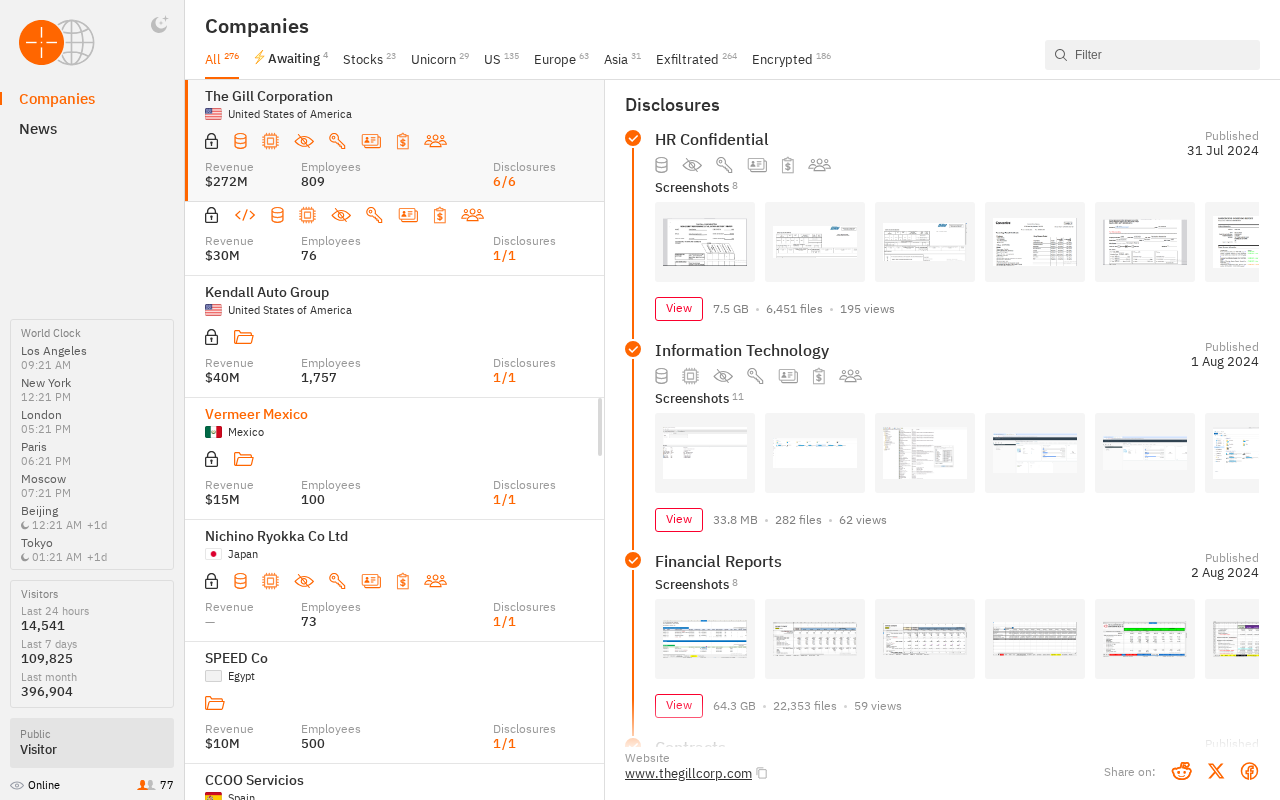 Companies
News
World Clock
Los Angeles
09:21 AM
New York
12:21 PM
London
05:21 PM
Paris
06:21 PM
Moscow
07:21 PM
Beijing
12:21 AM +1d
Tokyo
01:21 AM +1d
Visitors
Last 24 hours
14,541
Last 7 days
109,825
Last month
396,904
Public
Visitor
Online 77
Companies
All 276 Awaiting 4 Stocks 23 Unicorn 29 US 135 Europe 63 Asia 31 Exfiltrated 264 Encrypted 186
Filter
The Gill Corporation
United States of America
Revenue Employees Disclosures
$272M 809 6/6
Revenue Employees Disclosures
$30M 76 1/1
Kendall Auto Group
United States of America
Revenue Employees Disclosures
$40M 1,757 1/1
Vermeer Mexico
Mexico
Revenue Employees Disclosures
$15M 100 1/1
Nichino Ryokka Co Ltd
Japan
Revenue Employees Disclosures
— 73 1/1
SPEED Co
Egypt
Revenue Employees Disclosures
$10M 500 1/1
CCOO Servicios
Spain
Disclosures
HR Confidential
Published
31 Jul 2024
Screenshots 8
View 7.5 GB • 6,451 files • 195 views
Information Technology
Published
1 Aug 2024
Screenshots 11
View 33.8 MB • 282 files • 62 views
Financial Reports
Published
2 Aug 2024
Screenshots 8
View 64.3 GB • 22,353 files • 59 views
Contracts
Published
Website
www.thegillcorp.com
Share on: